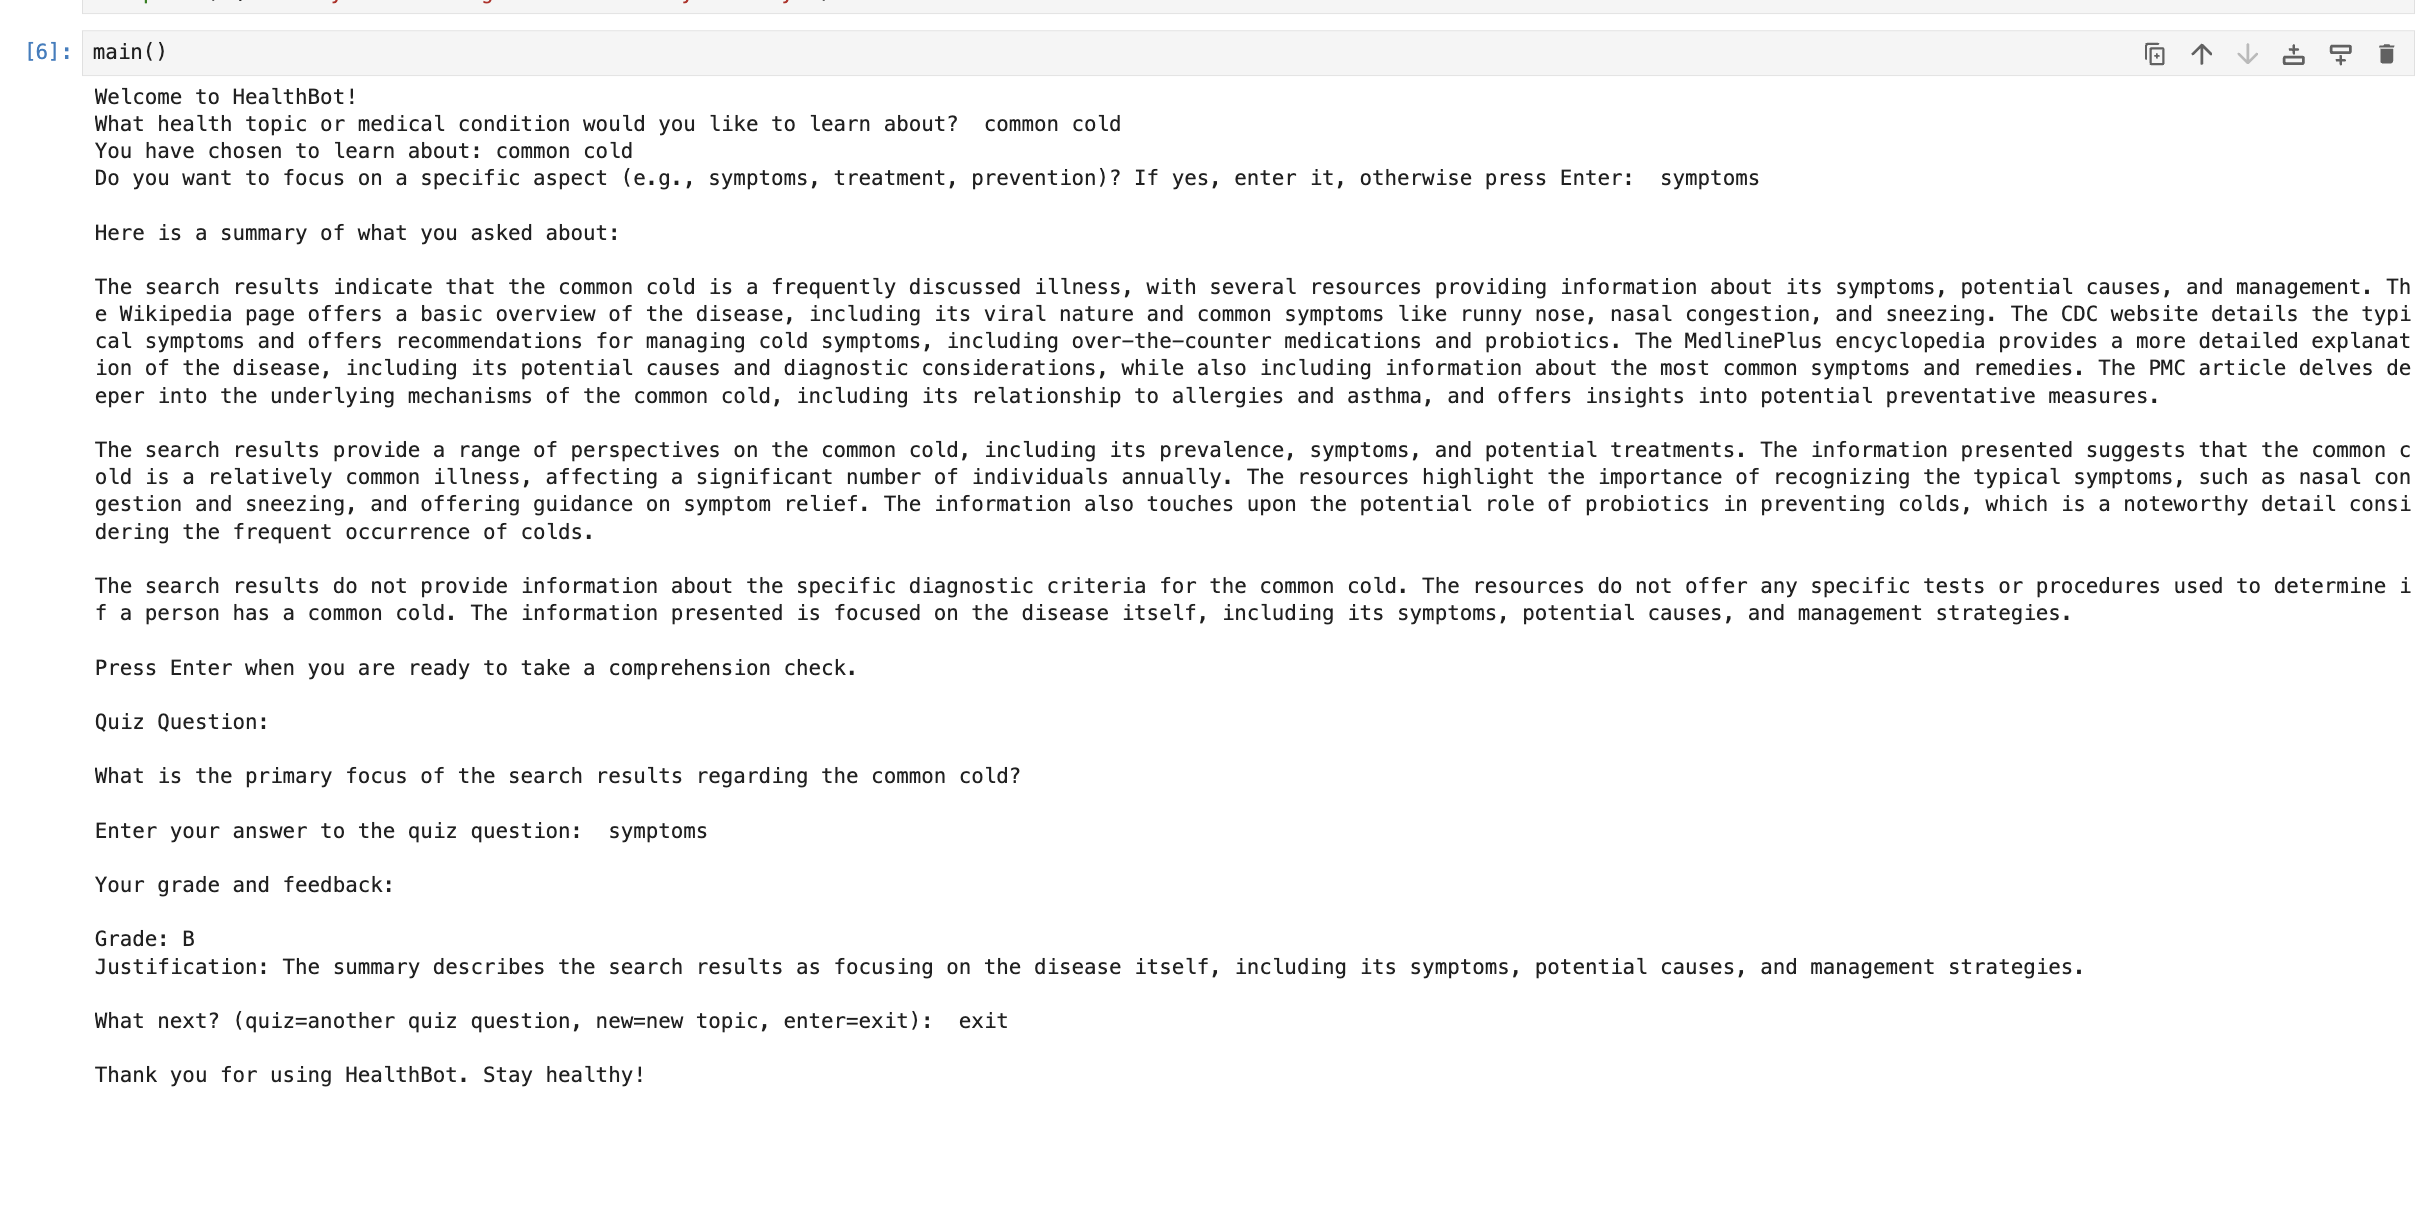 [6]: main()
Welcome to HealthBot!
What health topic or medical condition would you like to learn about?  common cold
You have chosen to learn about: common cold
Do you want to focus on a specific aspect (e.g., symptoms, treatment, prevention)? If yes, enter it, otherwise press Enter:  symptoms
Here is a summary of what you asked about:
The search results indicate that the common cold is a frequently discussed illness, with several resources providing information about its symptoms, potential causes, and management. Th
e Wikipedia page offers a basic overview of the disease, including its viral nature and common symptoms like runny nose, nasal congestion, and sneezing. The CDC website details the typi
cal symptoms and offers recommendations for managing cold symptoms, including over-the-counter medications and probiotics. The MedlinePlus encyclopedia provides a more detailed explanat
ion of the disease, including its potential causes and diagnostic considerations, while also including information about the most common symptoms and remedies. The PMC article delves de
eper into the underlying mechanisms of the common cold, including its relationship to allergies and asthma, and offers insights into potential preventative measures.
The search results provide a range of perspectives on the common cold, including its prevalence, symptoms, and potential treatments. The information presented suggests that the common c
old is a relatively common illness, affecting a significant number of individuals annually. The resources highlight the importance of recognizing the typical symptoms, such as nasal con
gestion and sneezing, and offering guidance on symptom relief. The information also touches upon the potential role of probiotics in preventing colds, which is a noteworthy detail consi
dering the frequent occurrence of colds.
The search results do not provide information about the specific diagnostic criteria for the common cold. The resources do not offer any specific tests or procedures used to determine i
f a person has a common cold. The information presented is focused on the disease itself, including its symptoms, potential causes, and management strategies.
Press Enter when you are ready to take a comprehension check.
Quiz Question:
What is the primary focus of the search results regarding the common cold?
Enter your answer to the quiz question:  symptoms
Your grade and feedback:
Grade: B
Justification: The summary describes the search results as focusing on the disease itself, including its symptoms, potential causes, and management strategies.
What next? (quiz=another quiz question, new=new topic, enter=exit):  exit
Thank you for using HealthBot. Stay healthy!